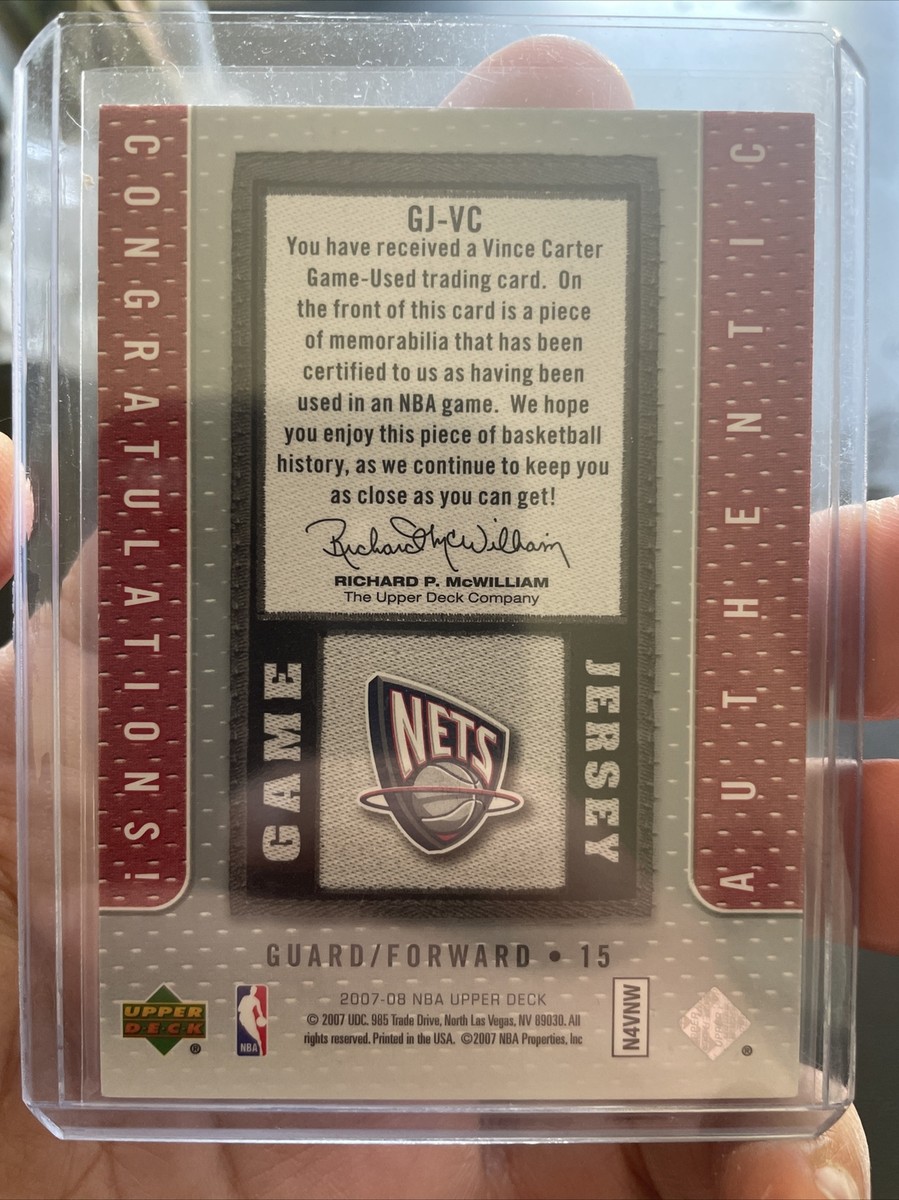 CONGRATULATIONS!
GJ-VC
You have received a Vince Carter
Game-Used trading card. On
the front of this card is a piece
of memorabilia that has been
certified to us as having been
used in an NBA game. We hope
you enjoy this piece of basketball
history, as we continue to keep you
as close as you can get!
Richard McWilliam
RICHARD P. McWILLIAM
The Upper Deck Company
GAME
NETS
JERSEY
AUTHENTIC
GUARD/FORWARD • 15
2007-08 NBA UPPER DECK
© 2007 UDC. 985 Trade Drive, North Las Vegas, NV 89030. All
rights reserved. Printed in the USA. ©2007 NBA Properties, Inc
UPPER
DECK
®
NBA
N4VNW
®